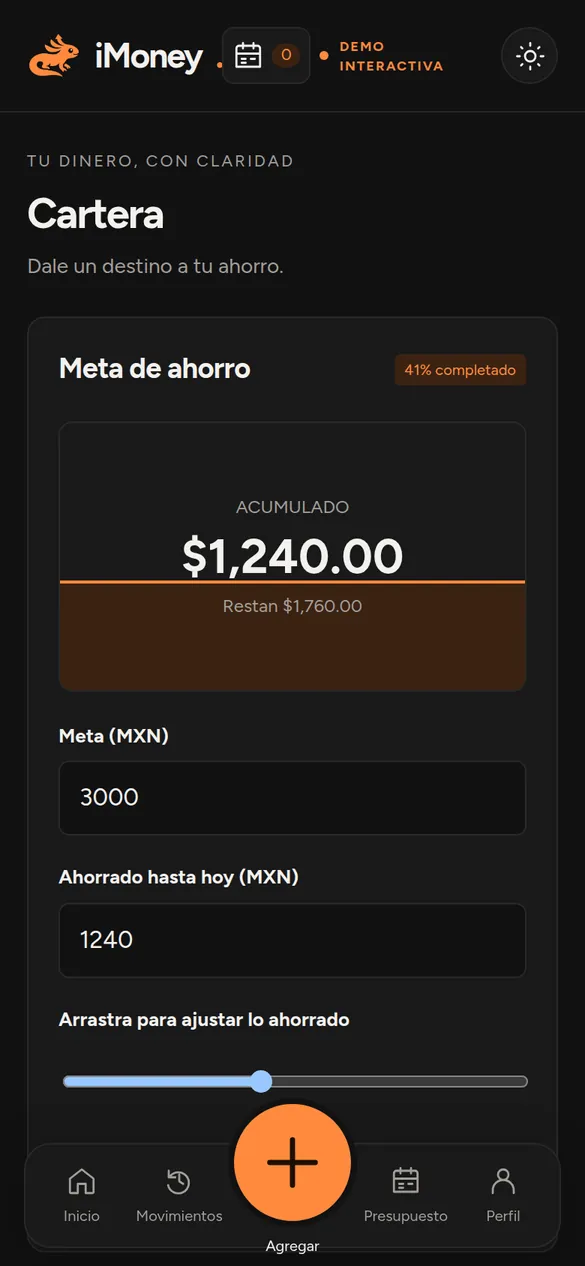 iMoney
0
DEMO
INTERACTIVA
TU DINERO, CON CLARIDAD
Cartera
Dale un destino a tu ahorro.
Meta de ahorro
41% completado
ACUMULADO
$1,240.00
Restan $1,760.00
Meta (MXN)
3000
Ahorrado hasta hoy (MXN)
1240
Arrastra para ajustar lo ahorrado
Inicio
Movimientos
Agregar
Presupuesto
Perfil